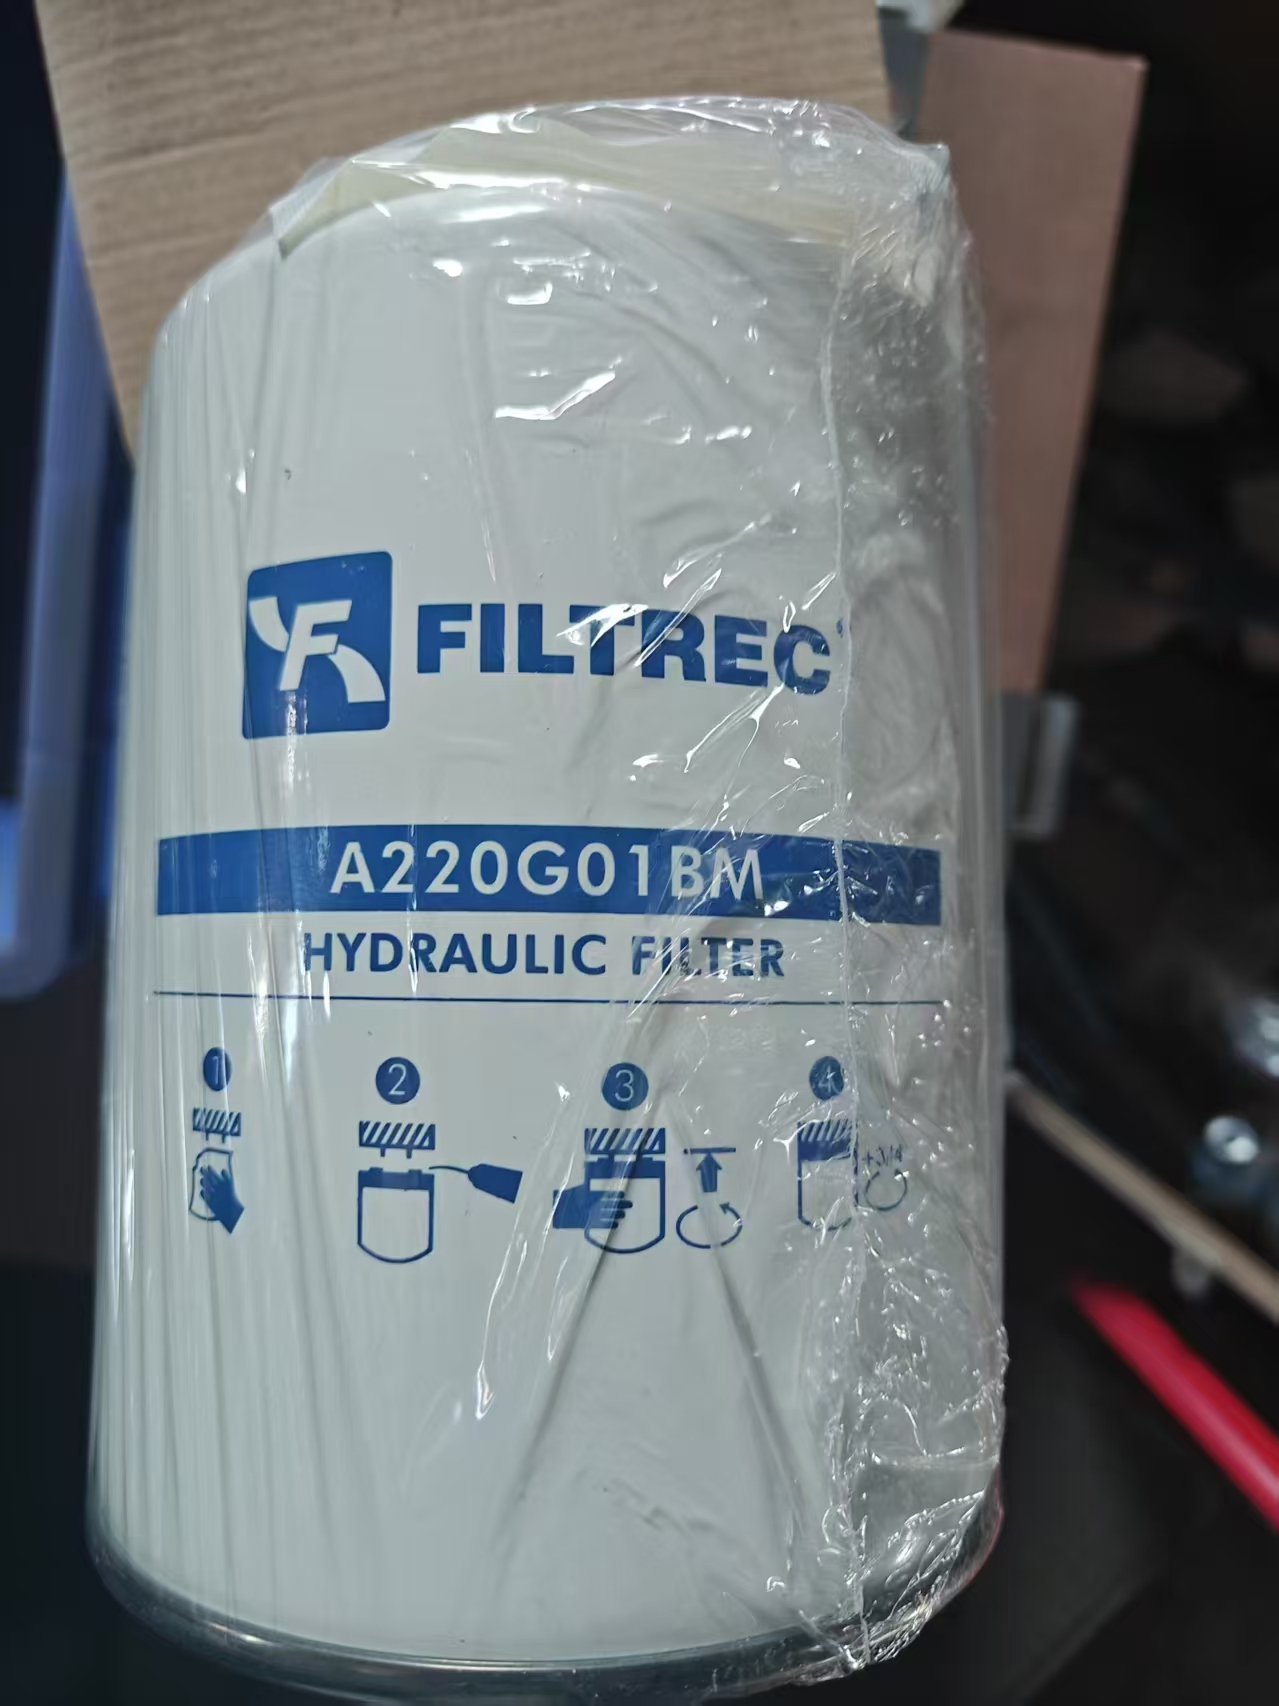 F FILTREC
A220G01BM
HYDRAULIC FILTER
1 2 3 4
+3/4